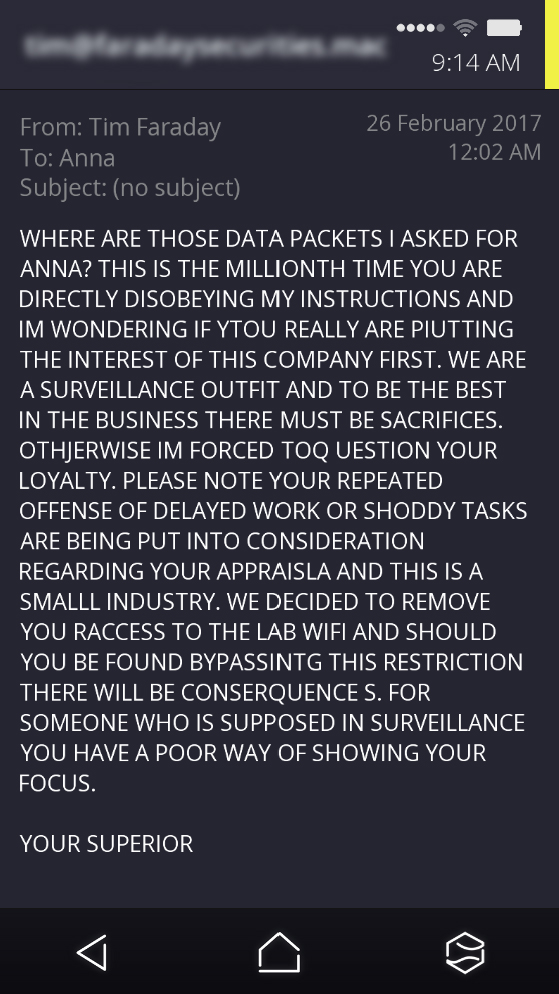 tim@faradaysecurities.mac
9:14 AM
From: Tim Faraday
26 February 2017
To: Anna
12:02 AM
Subject: (no subject)
WHERE ARE THOSE DATA PACKETS I ASKED FOR
ANNA? THIS IS THE MILLIONTH TIME YOU ARE
DIRECTLY DISOBEYING MY INSTRUCTIONS AND
IM WONDERING IF YTOU REALLY ARE PIUTTING
THE INTEREST OF THIS COMPANY FIRST. WE ARE
A SURVEILLANCE OUTFIT AND TO BE THE BEST
IN THE BUSINESS THERE MUST BE SACRIFICES.
OTHJERWISE IM FORCED TOQ UESTION YOUR
LOYALTY. PLEASE NOTE YOUR REPEATED
OFFENSE OF DELAYED WORK OR SHODDY TASKS
ARE BEING PUT INTO CONSIDERATION
REGARDING YOUR APPRAISLA AND THIS IS A
SMALLL INDUSTRY. WE DECIDED TO REMOVE
YOU RACCESS TO THE LAB WIFI AND SHOULD
YOU BE FOUND BYPASSINTG THIS RESTRICTION
THERE WILL BE CONSERQUENCE S. FOR
SOMEONE WHO IS SUPPOSED IN SURVEILLANCE
YOU HAVE A POOR WAY OF SHOWING YOUR
FOCUS.
YOUR SUPERIOR